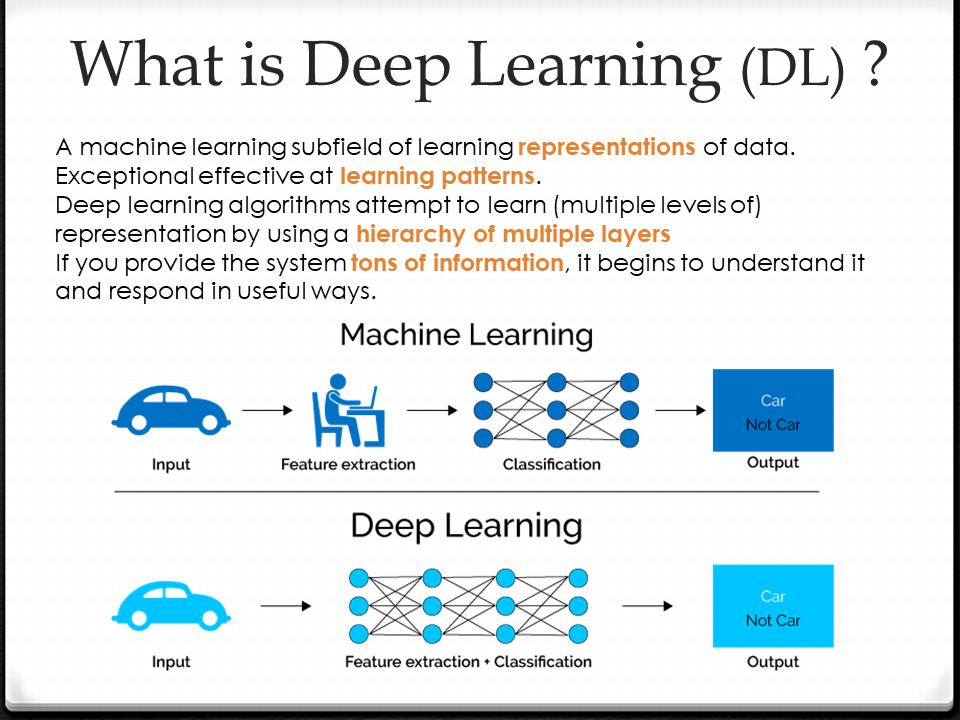 What is Deep Learning (DL) ?
A machine learning subfield of learning representations of data.
Exceptional effective at learning patterns.
Deep learning algorithms attempt to learn (multiple levels of)
representation by using a hierarchy of multiple layers
If you provide the system tons of information, it begins to understand it
and respond in useful ways.
Machine Learning
Car
Not Car
Input
Feature extraction
Classification
Output
Deep Learning
Car
Not Car
Input
Feature extraction + Classification
Output